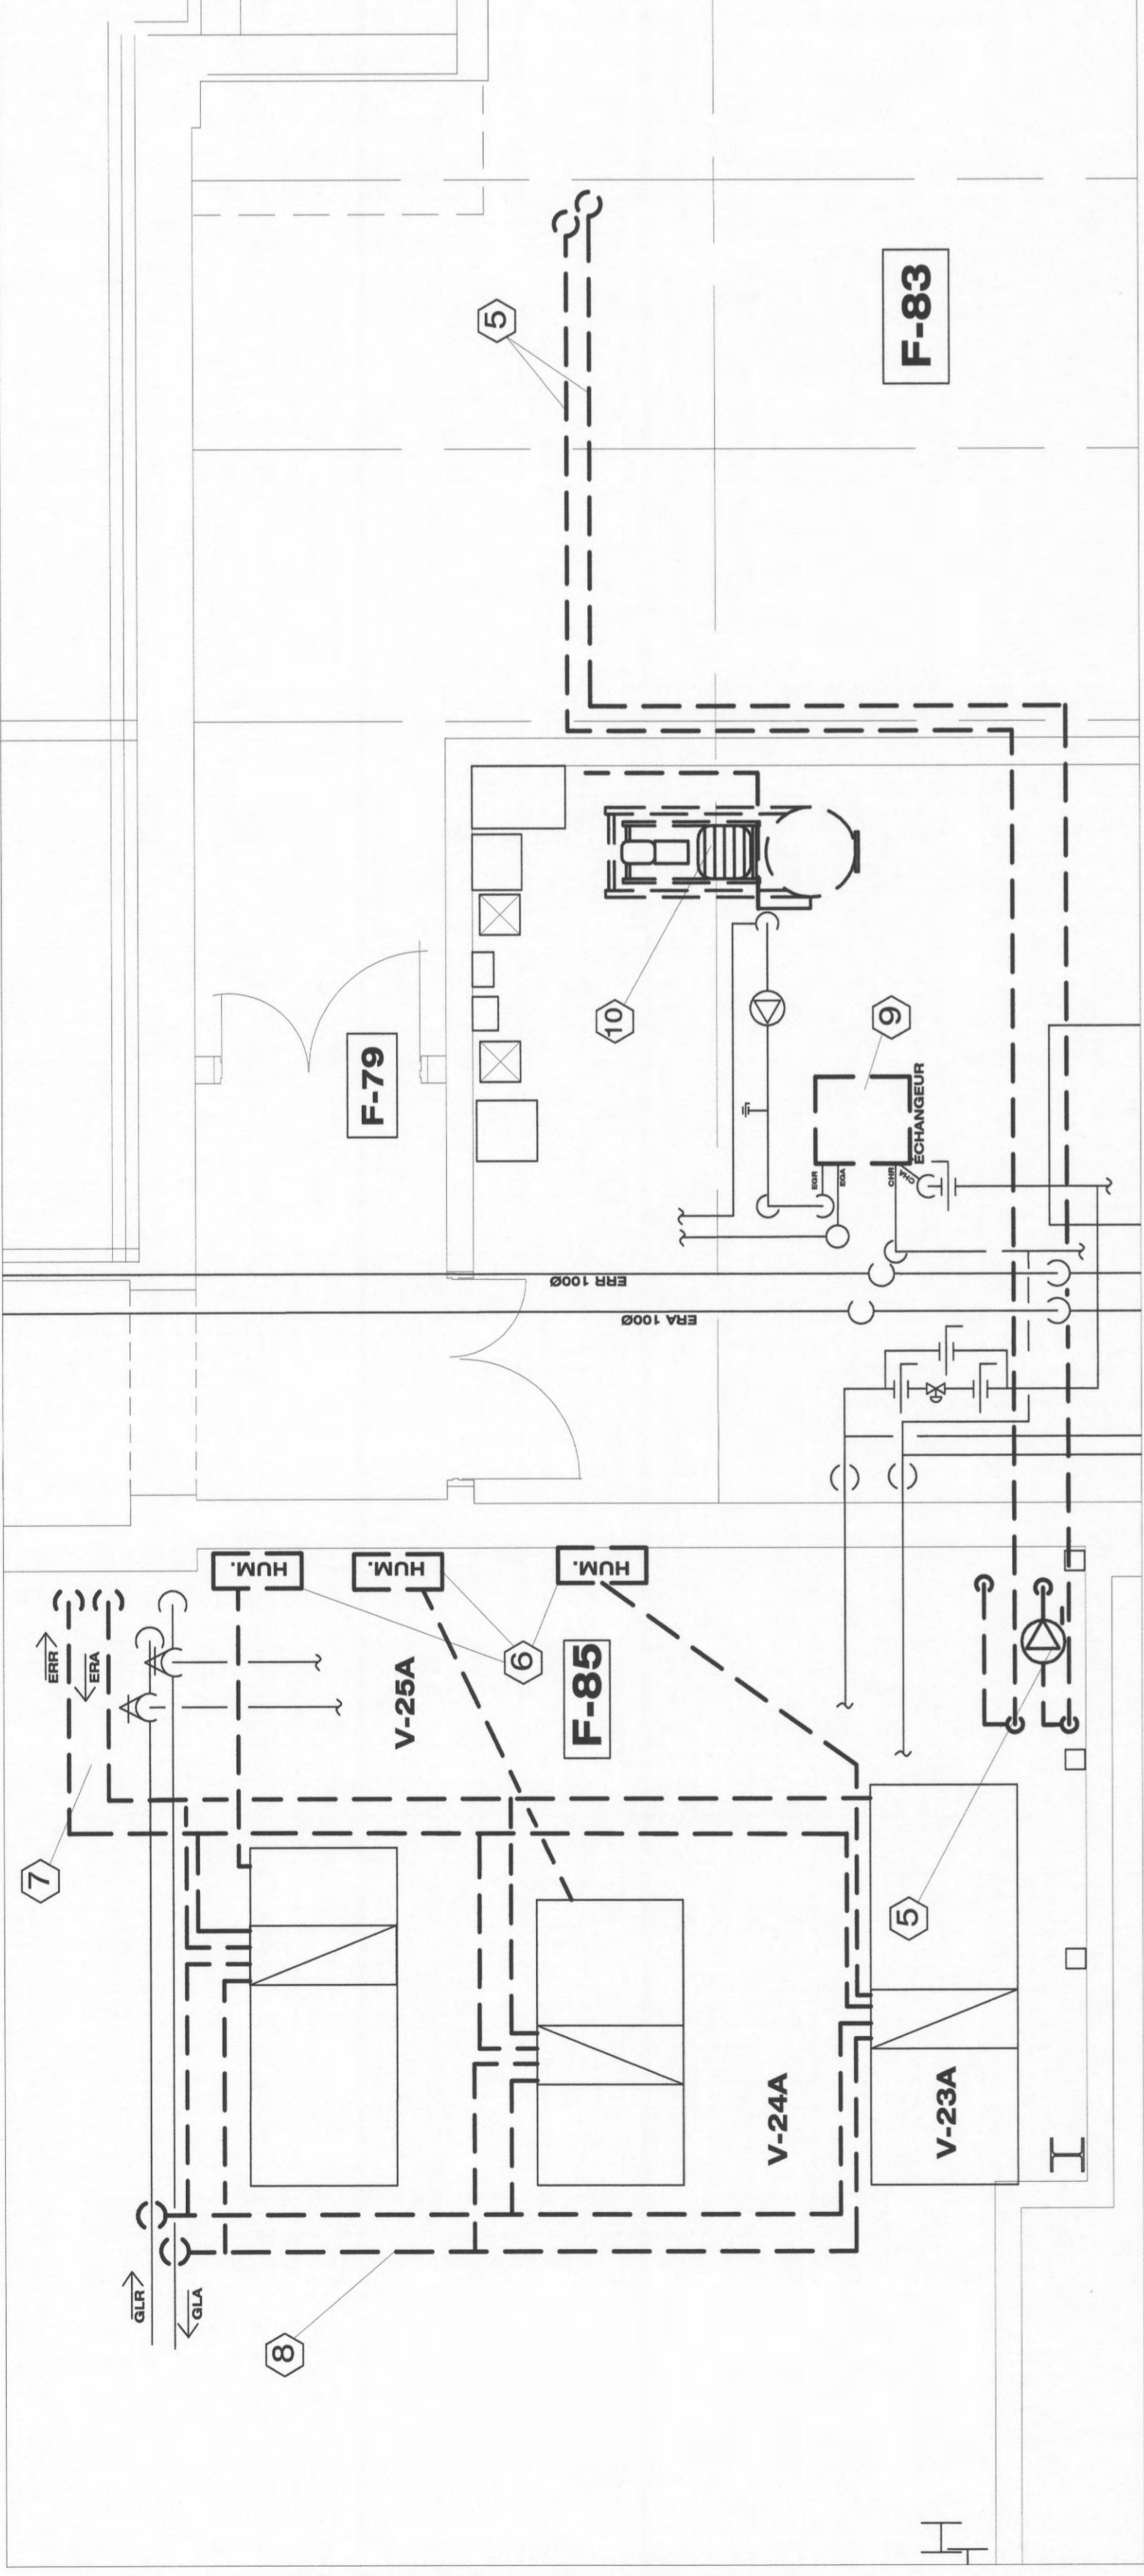 7
ERR
ERA
GLR
GLA
8
HUM.
HUM.
HUM.
6
V-25A
F-85
V-24A
V-23A
5
F-79
ERR 100Ø
ERA 100Ø
10
9
ÉCHANGEUR
EGR
EGA
CHR
CHA
5
F-83